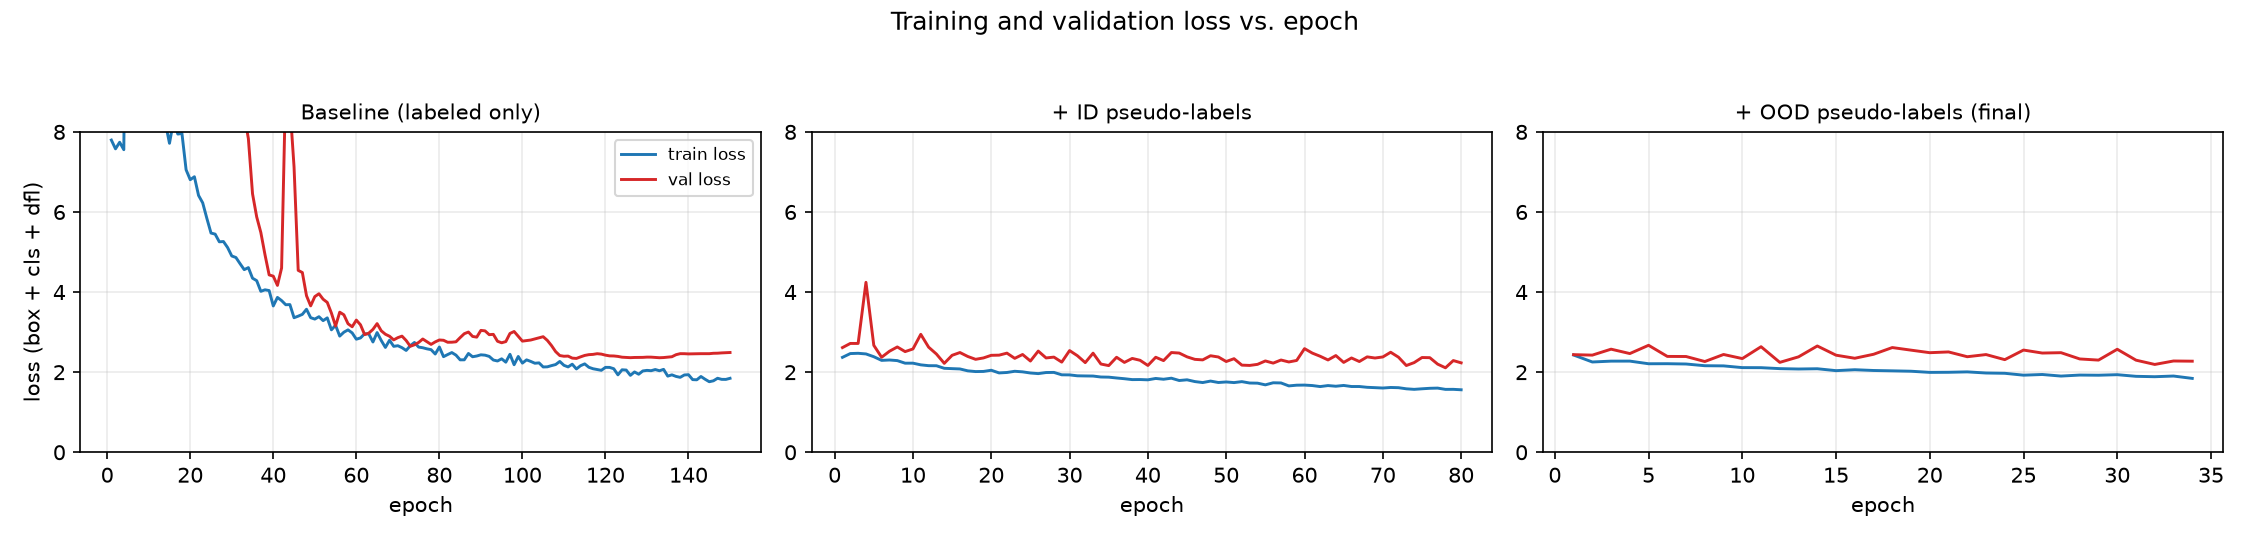 Training and validation loss vs. epoch
Baseline (labeled only)
loss (box + cls + dfl)
8
6
4
2
0
train loss
val loss
0 20 40 60 80 100 120 140
epoch
+ ID pseudo-labels
8
6
4
2
0
0 10 20 30 40 50 60 70 80
epoch
+ OOD pseudo-labels (final)
8
6
4
2
0
0 5 10 15 20 25 30 35
epoch